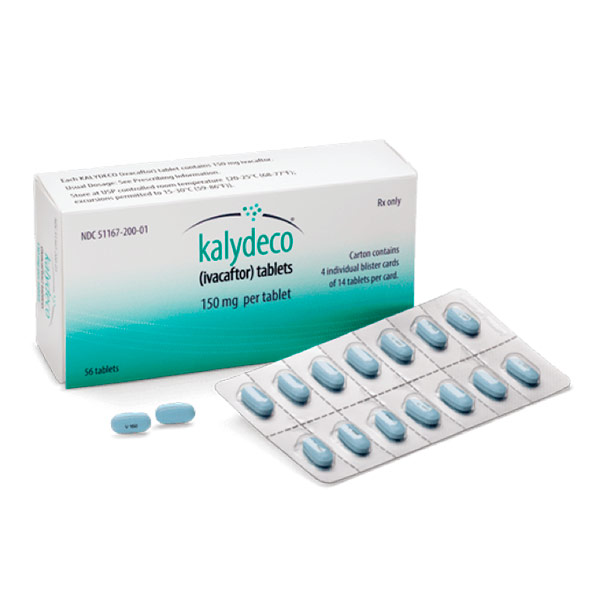 Each KALYDECO (ivacaftor) tablet contains 150 mg ivacaftor.
Usual Dosage: See Prescribing Information.
Store at USP controlled room temperature (20-25°C (68-77°F);
excursions permitted to 15-30°C (59-86°F)).
NDC 51167-200-01
Rx only
kalydeco®
(ivacaftor) tablets
150 mg per tablet
Carton contains
4 individual blister cards
of 14 tablets per card.
56 tablets
kalydeco
V 150